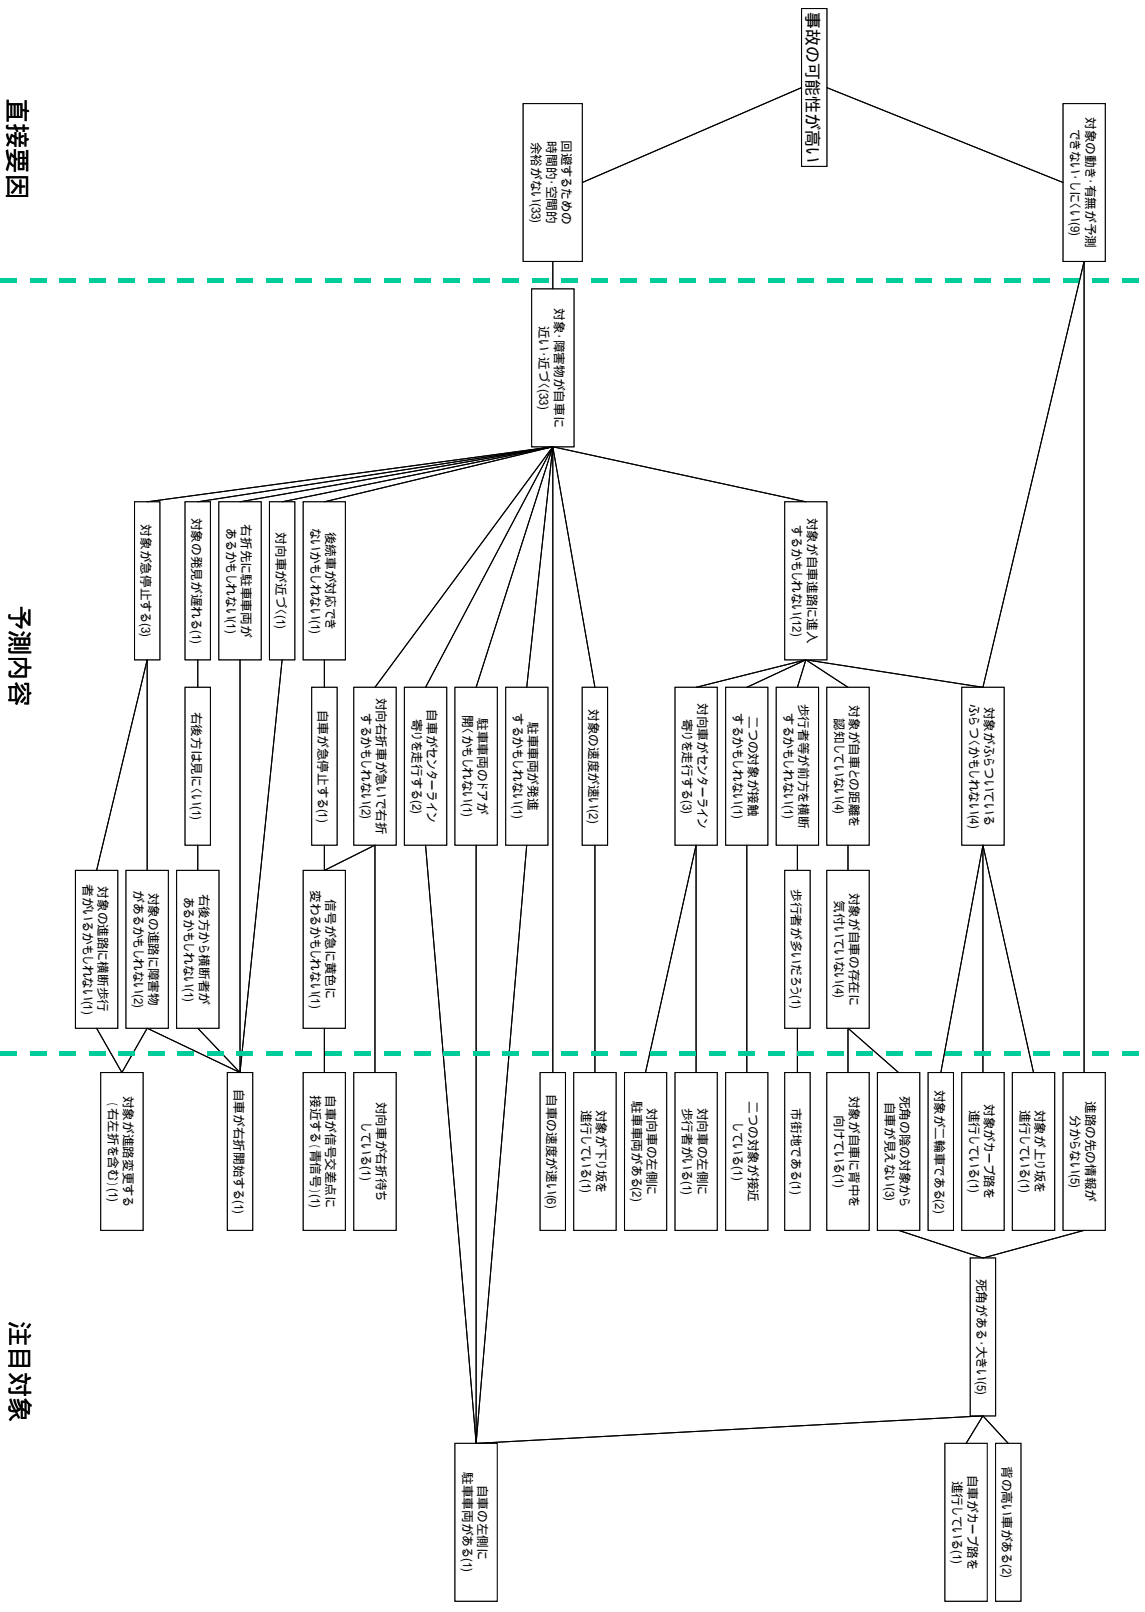 事故の可能性が高い
対象の動き・有無が予測
できない・しにくい(9)
回避するための
時間的・空間的
余裕がない(33)
直接要因
対象・障害物が自車に
近い・近づく(33)
対象が自車進路に進入
するかもしれない(12)
後続車が対応でき
ないかもしれない(1)
対向車が近づく(1)
右折先に駐車車両が
あるかもしれない(1)
対象の発見が遅れる(1)
対象が急停止する(3)
対象がふらついている
ふらつくかもしれない(4)
対象が自車との距離を
認知していない(4)
歩行者等が前方を横断
するかもしれない(1)
二つの対象が接触
するかもしれない(1)
対向車がセンターライン
寄りを走行する(3)
対象の速度が速い(2)
駐車車両が発進
するかもしれない(1)
駐車車両のドアが
開くかもしれない(1)
自車がセンターライン
寄りを走行する(2)
対向右折車が急いで右折
するかもしれない(2)
自車が急停止する(1)
右後方は見にくい(1)
対象が自車の存在に
気付いていない(4)
歩行者が多いだろう(1)
信号が急に黄色に
変わるかもしれない(1)
右後方から横断者が
あるかもしれない(1)
対象の進路に障害物
があるかもしれない(2)
対象の進路に横断歩行
者がいるかもしれない(1)
予測内容
進路の先の情報が
分からない(5)
対象が上り坂を
進行している(1)
対象がカーブ路を
進行している(1)
対象が二輪車である(2)
死角の陰の対象から
自車が見えない(3)
対象が自車に背中を
向けている(1)
市街地である(1)
二つの対象が接近
している(1)
対向車の左側に
歩行者がいる(1)
対向車の左側に
駐車車両がある(2)
対象が下り坂を
進行している(1)
自車の速度が速い(6)
対向車が右折待ち
している(1)
自車が信号交差点に
接近する(青信号)(1)
自車が右折開始する(1)
対象が進路変更する
(右左折を含む)(1)
死角がある・大きい(5)
背の高い車がある(2)
自車がカーブ路を
進行している(1)
自車の左側に
駐車車両がある(1)
注目対象